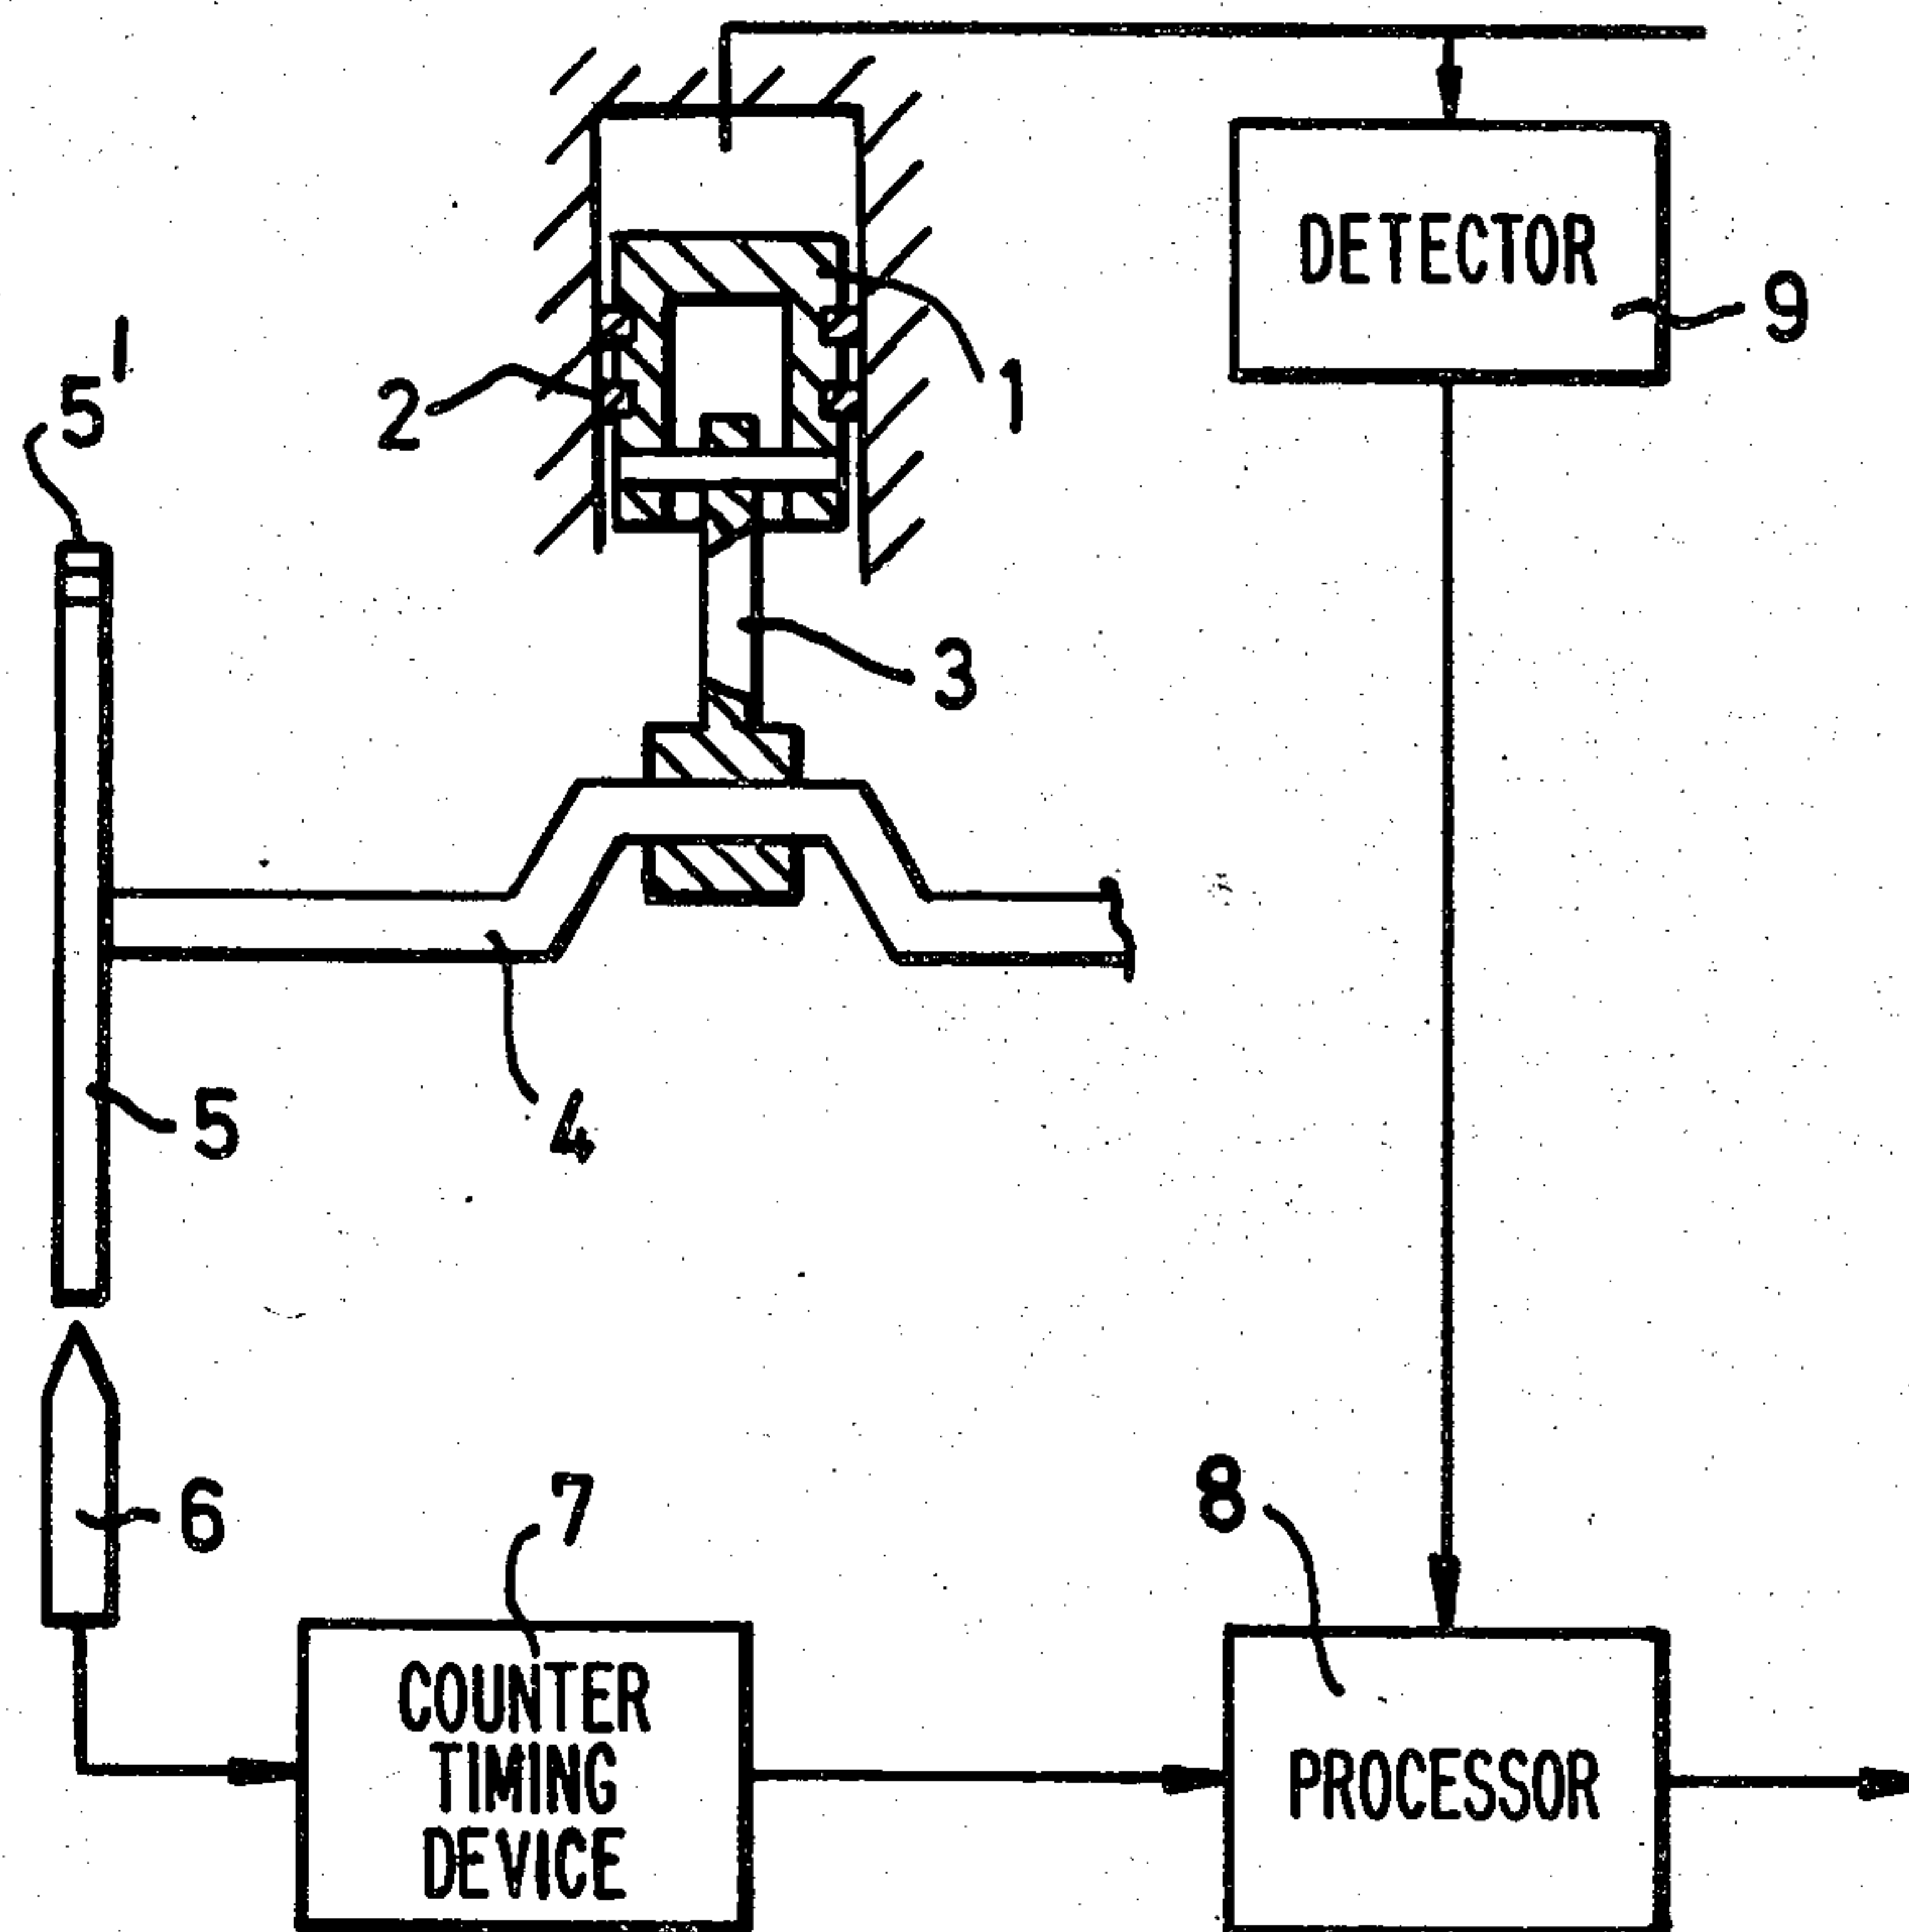 DETECTOR
9
1
2
5'
3
5
4
6
7
8
COUNTER
TIMING
DEVICE
PROCESSOR